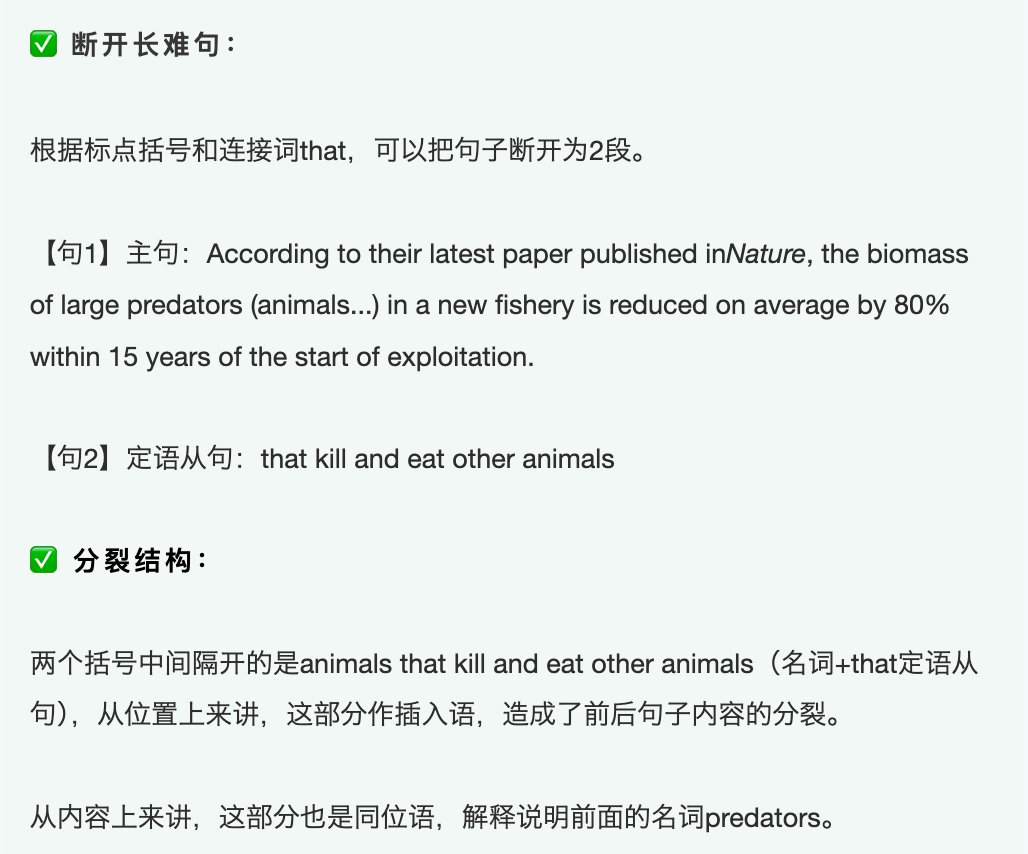 ✅ 断开长难句：
根据标点括号和连接词that，可以把句子断开为2段。
【句1】主句：According to their latest paper published inNature, the biomass
of large predators (animals...) in a new fishery is reduced on average by 80%
within 15 years of the start of exploitation.
【句2】定语从句：that kill and eat other animals
✅ 分裂结构：
两个括号中间隔开的是animals that kill and eat other animals（名词+that定语从
句），从位置上来讲，这部分作插入语，造成了前后句子内容的分裂。
从内容上来讲，这部分也是同位语，解释说明前面的名词predators。